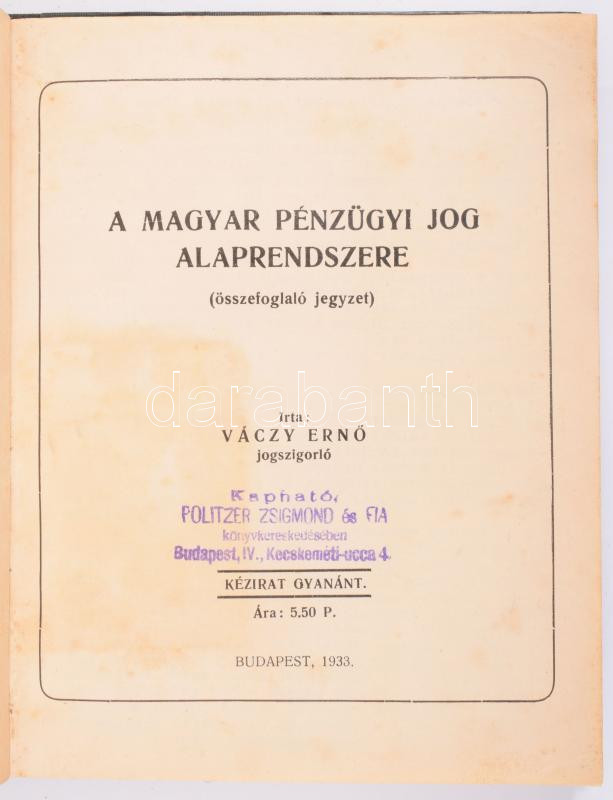 A MAGYAR PÉNZÜGYI JOG
ALAPRENDSZERE
(összefoglaló jegyzet)
darabanth
Irta:
VÁCZY ERNŐ
jogszigorló
Kapható,
POLITZER ZSIGMOND és FIA
könyvkereskedésében
Budapest, IV., Kecskeméti-ucca 4.
KÉZIRAT GYANÁNT.
Ára: 5.50 P.
BUDAPEST, 1933.